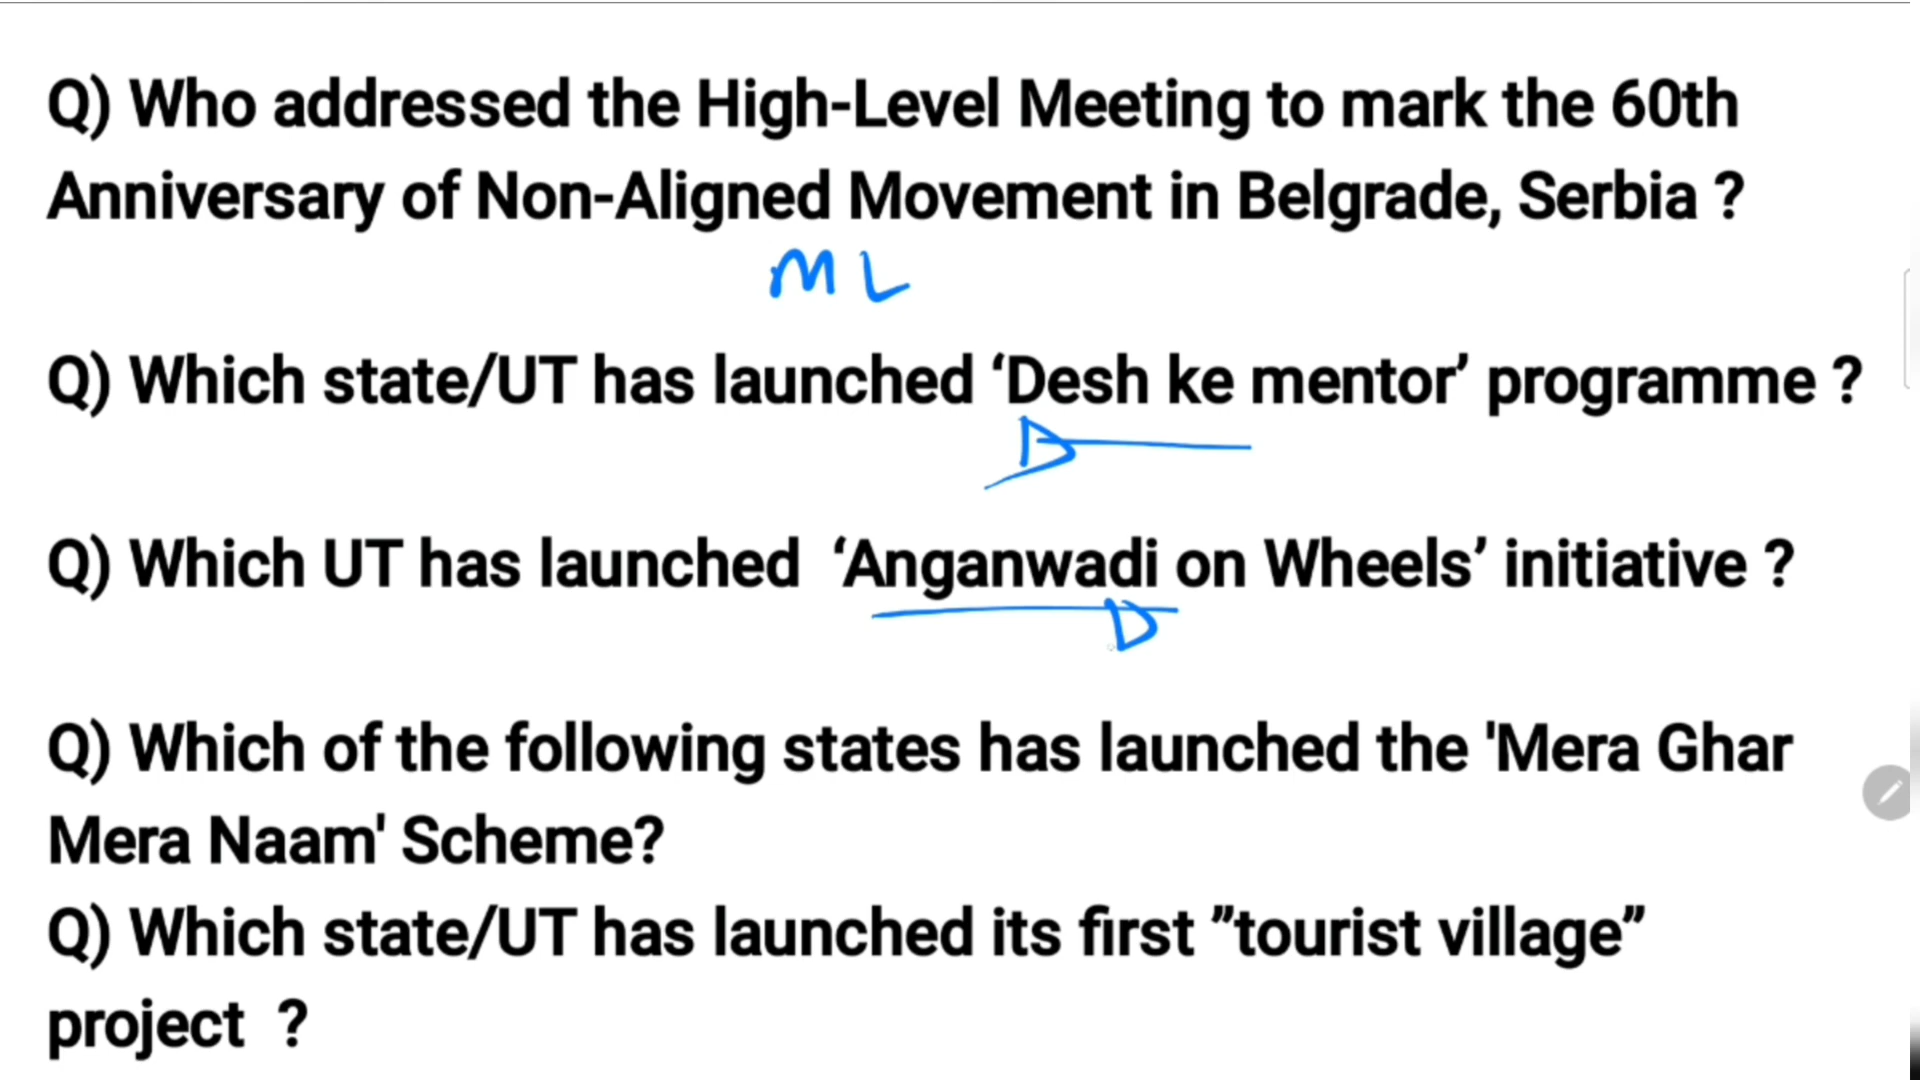 Q) Who addressed the High-Level Meeting to mark the 60th
Anniversary of Non-Aligned Movement in Belgrade, Serbia ?
ML
Q) Which state/UT has launched ‘Desh ke mentor’ programme ?
D
Q) Which UT has launched ‘Anganwadi on Wheels’ initiative ?
D
Q) Which of the following states has launched the 'Mera Ghar
Mera Naam' Scheme?
Q) Which state/UT has launched its first ”tourist village”
project ?